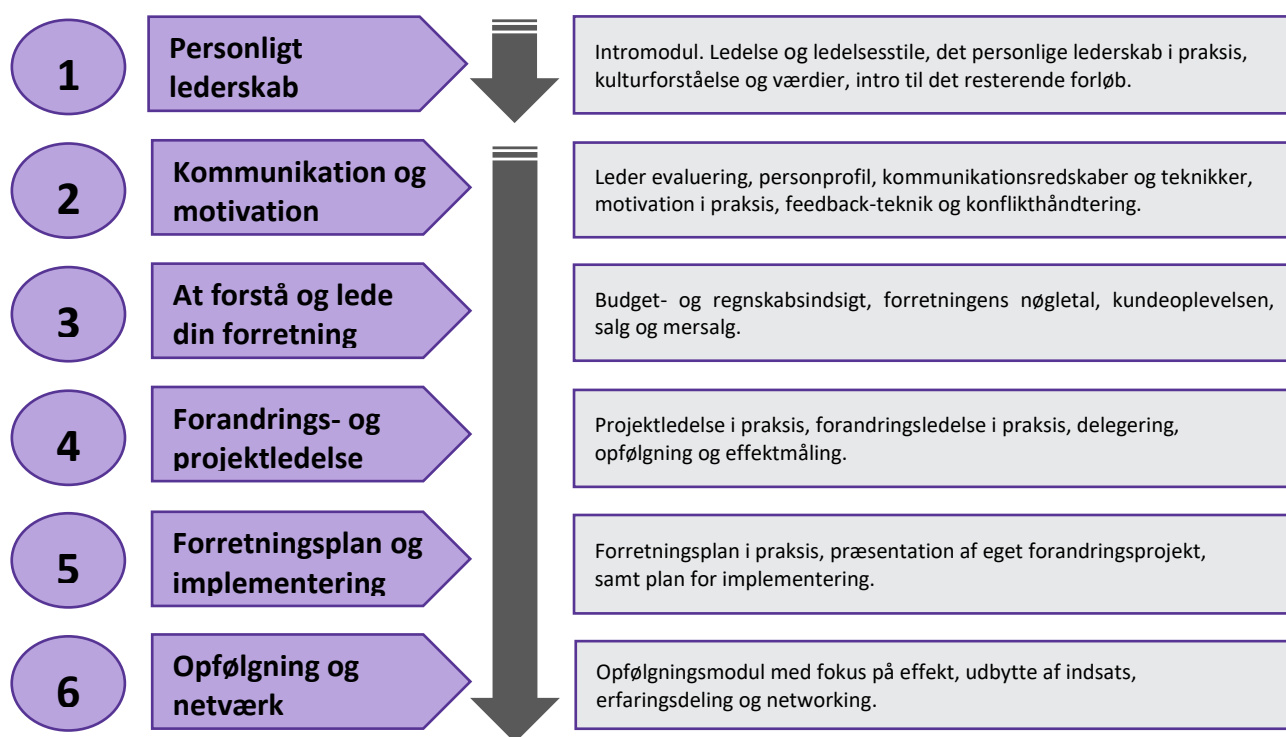 1
Personligt
lederskab
Intromodul. Ledelse og ledelsesstile, det personlige lederskab i praksis,
kulturforståelse og værdier, intro til det resterende forløb.
2
Kommunikation og
motivation
Leder evaluering, personprofil, kommunikationsredskaber og teknikker,
motivation i praksis, feedback-teknik og konflikthåndtering.
3
At forstå og lede
din forretning
Budget- og regnskabsindsigt, forretningens nøgletal, kundeoplevelsen,
salg og mersalg.
4
Forandrings- og
projektledelse
Projektledelse i praksis, forandringsledelse i praksis, delegering,
opfølgning og effektmåling.
5
Forretningsplan og
implementering
Forretningsplan i praksis, præsentation af eget forandringsprojekt,
samt plan for implementering.
6
Opfølgning og
netværk
Opfølgningsmodul med fokus på effekt, udbytte af indsats,
erfaringsdeling og networking.